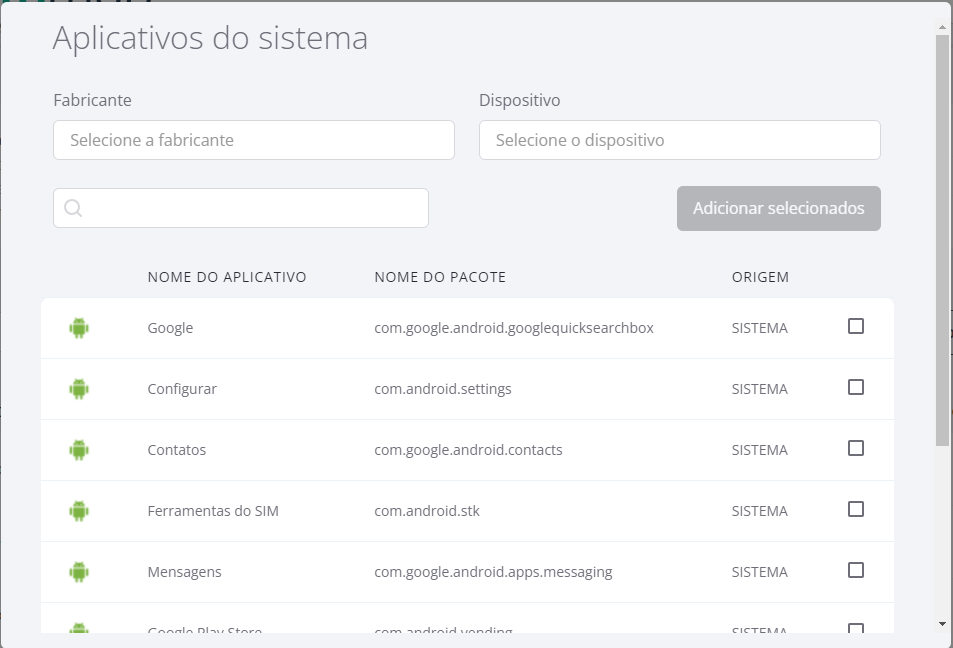 Aplicativos do sistema
Fabricante Dispositivo
Selecione a fabricante Selecione o dispositivo
Adicionar selecionados
NOME DO APLICATIVO NOME DO PACOTE ORIGEM
Google com.google.android.googlequicksearchbox SISTEMA
Configurar com.android.settings SISTEMA
Contatos com.google.android.contacts SISTEMA
Ferramentas do SIM com.android.stk SISTEMA
Mensagens com.google.android.apps.messaging SISTEMA
Google Play Store com.android.vending SISTEMA